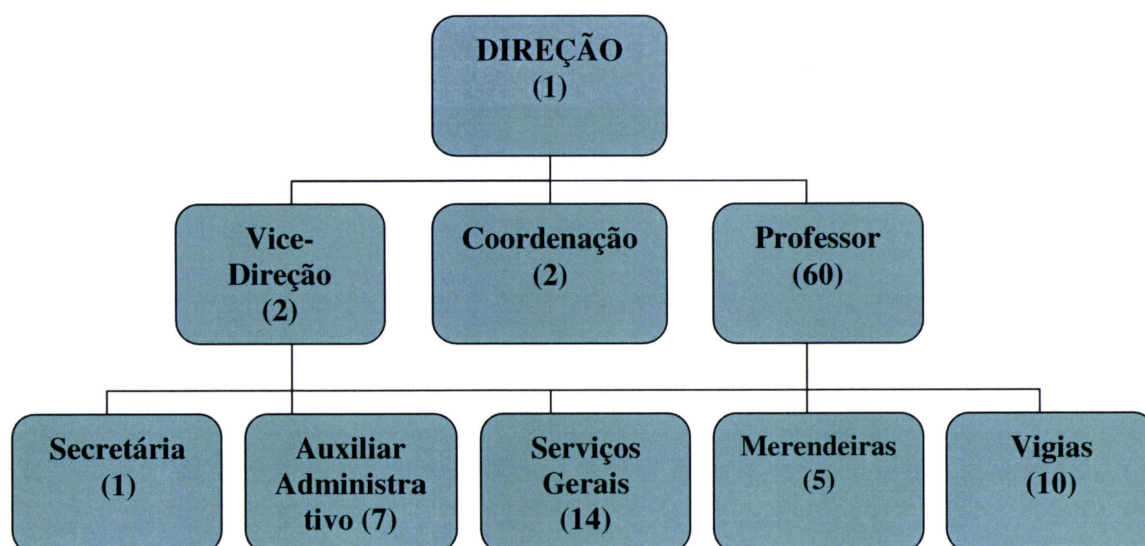 DIREÇÃO
(1)
Vice-
Direção
(2)
Coordenação
(2)
Professor
(60)
Secretária
(1)
Auxiliar
Administra
tivo (7)
Serviços
Gerais
(14)
Merendeiras
(5)
Vigias
(10)